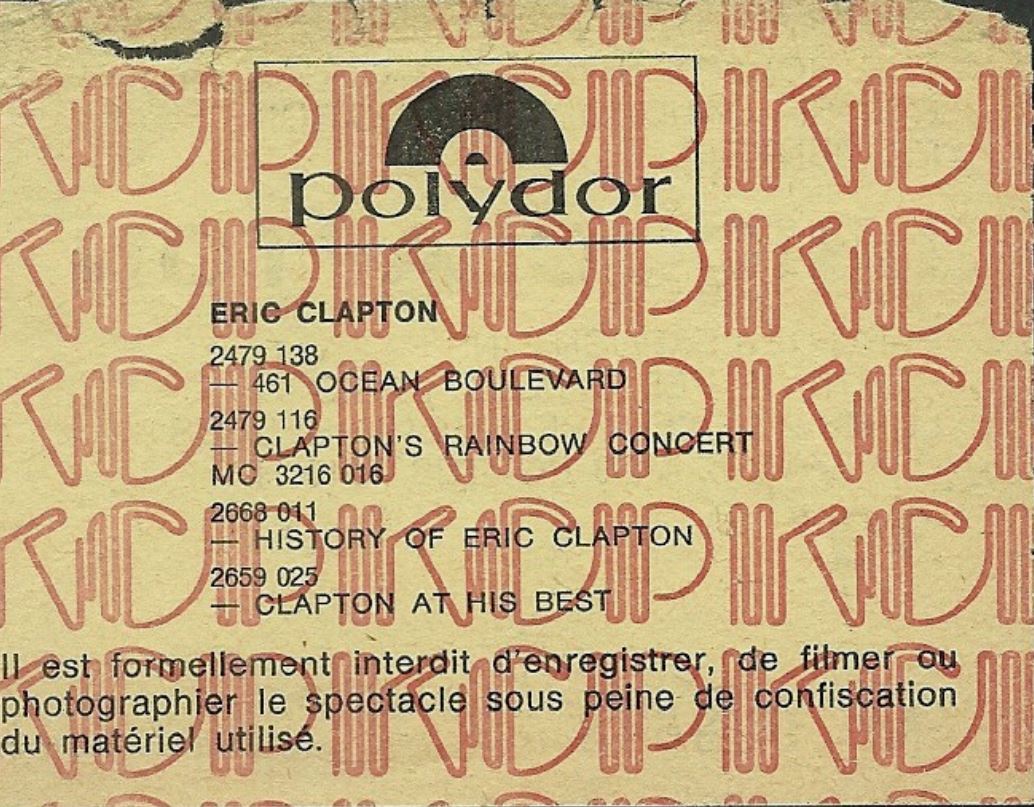 polydor
ERIC CLAPTON
2479 138
— 461 OCEAN BOULEVARD
2479 116
— CLAPTON'S RAINBOW CONCERT
MC 3216 016
2668 011
— HISTORY OF ERIC CLAPTON
2659 025
— CLAPTON AT HIS BEST
Il est formellement interdit d'enregistrer, de filmer ou
photographier le spectacle sous peine de confiscation
du matériel utilisé.